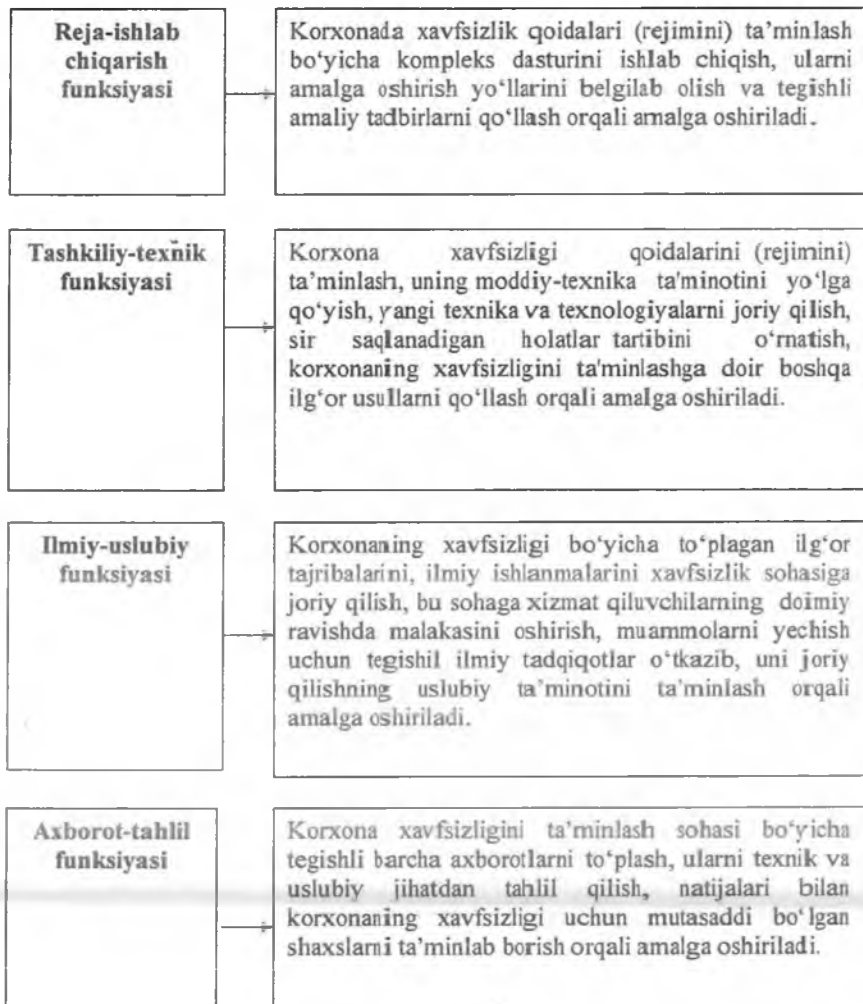 Reja-ishlab
chiqarish
funksiyasi
Korxonada xavfsizlik qoidalari (rejimini) ta’minlash
bo‘yicha kompleks dasturini ishlab chiqish, ularni
amalga oshirish yo‘llarini belgilab olish va tegishli
amaliy tadbirlarni qo‘llash orqali amalga oshiriladi.
Tashkiliy-texnik
funksiyasi
Korxona xavfsizligi qoidalarini (rejimini)
ta’minlash, uning moddiy-texnika ta'minotini yo‘lga
qo‘yish, yangi texnika va texnologiyalarni joriy qilish,
sir saqlanadigan holatlar tartibini o‘rnatish,
korxonaning xavfsizligini ta'minlashga doir boshqa
ilg‘or usullarni qo‘llash orqali amalga oshiriladi.
Ilmiy-uslubiy
funksiyasi
Korxonaning xavfsizligi bo‘yicha to‘plagan ilg‘or
tajribalarini, ilmiy ishlanmalarini xavfsizlik sohasiga
joriy qilish, bu sohaga xizmat qiluvchilarning doimiy
ravishda malakasini oshirish, muammolarni yechish
uchun tegishil ilmiy tadqiqotlar o‘tkazib, uni joriy
qilishning uslubiy ta’minotini ta’minlash orqali
amalga oshiriladi.
Axborot-tahlil
funksiyasi
Korxona xavfsizligini ta’minlash sohasi bo‘yicha
tegishli barcha axborotlarni to‘plash, ularni texnik va
uslubiy jihatdan tahlil qilish, natijalari bilan
korxonaning xavfsizligi uchun mutasaddi bo‘lgan
shaxslarni ta’minlab borish orqali amalga oshiriladi.